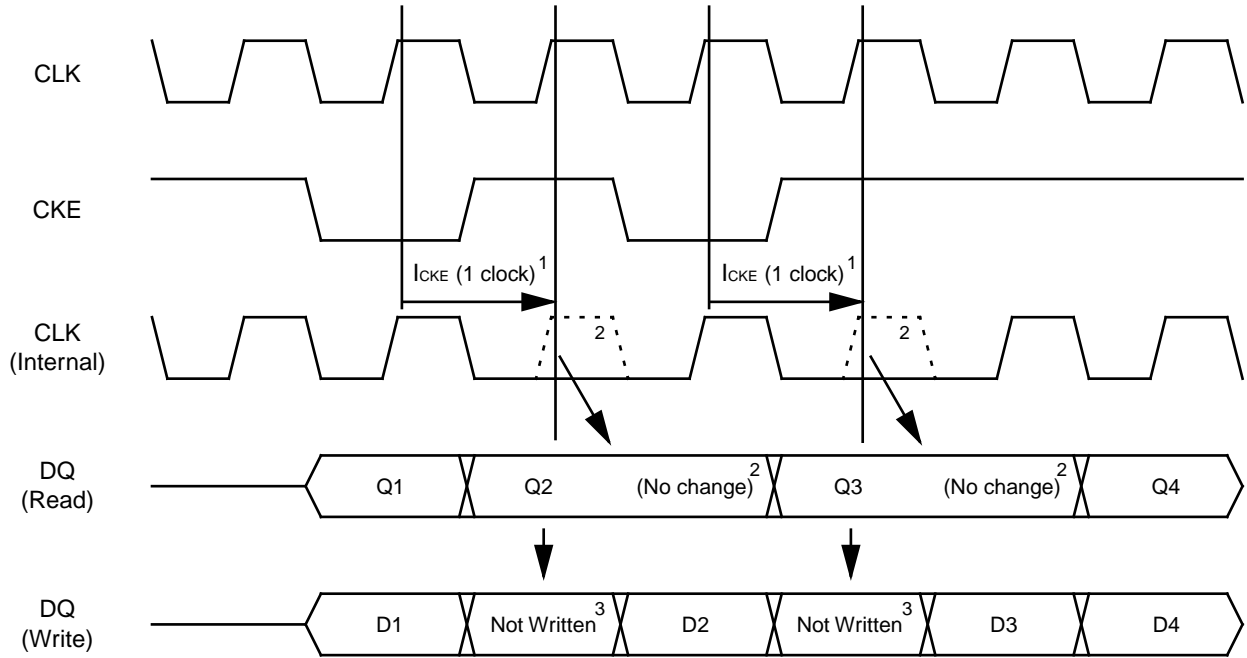 CLK
CKE
ICKE (1 clock)1 ICKE (1 clock)1
CLK
(Internal)
2 2
DQ
(Read)
Q1 Q2 (No change)2 Q3 (No change)2 Q4
DQ
(Write)
D1 Not Written3 D2 Not Written3 D3 D4